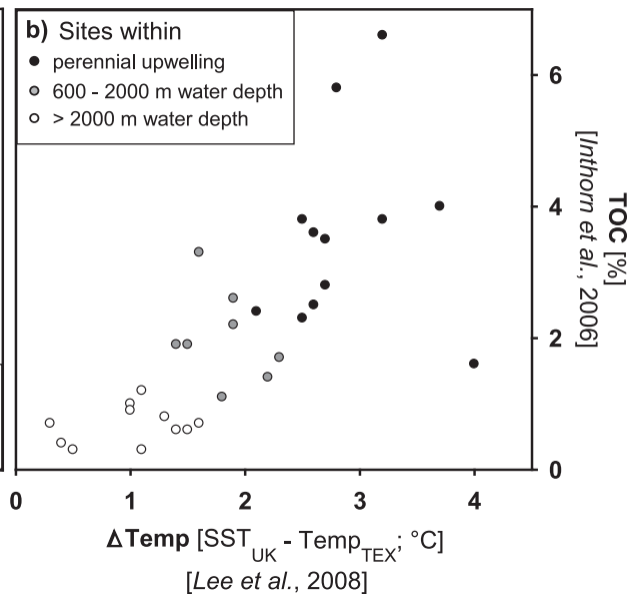 b) Sites within
perennial upwelling
600 - 2000 m water depth
> 2000 m water depth
6
4
2
0
TOC [%]
[Inthorn et al., 2006]
0 1 2 3 4
ΔTemp [SST_UK - Temp_TEX; °C]
[Lee et al., 2008]